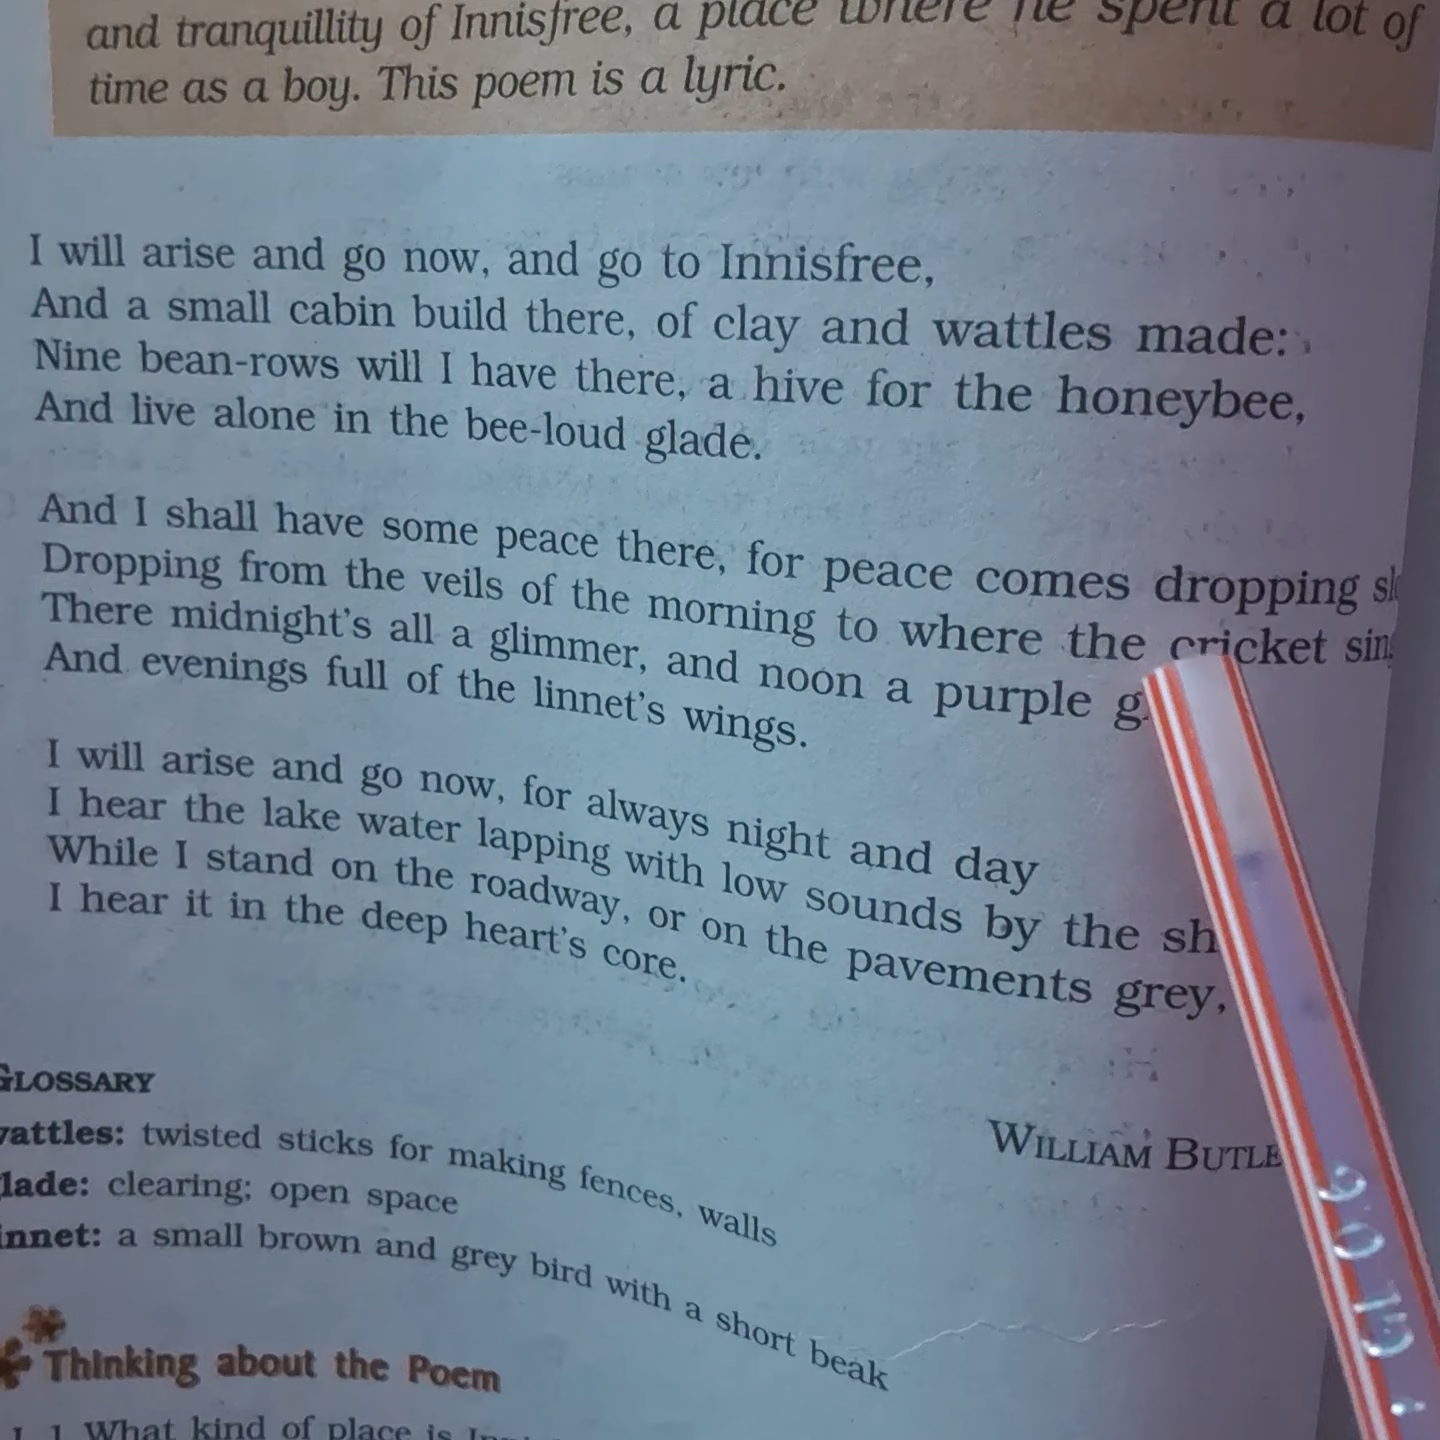 and tranquillity of Innisfree, a place where he spent a lot of
time as a boy. This poem is a lyric.
I will arise and go now, and go to Innisfree,
And a small cabin build there, of clay and wattles made:
Nine bean-rows will I have there, a hive for the honeybee,
And live alone in the bee-loud glade.
And I shall have some peace there, for peace comes dropping
Dropping from the veils of the morning to where the cricket
There midnight's all a glimmer, and noon a purple
And evenings full of the linnet's wings.
I will arise and go now, for always night and day
I hear the lake water lapping with low sounds by the
While I stand on the roadway, or on the pavements grey,
I hear it in the deep heart's core.
WILLIAM
GLOSSARY
wattles: twisted sticks for making fences, walls
lade: clearing; open space
innet: a small brown and grey bird with a short beak
Thinking about the Poem
1 What kind of place is